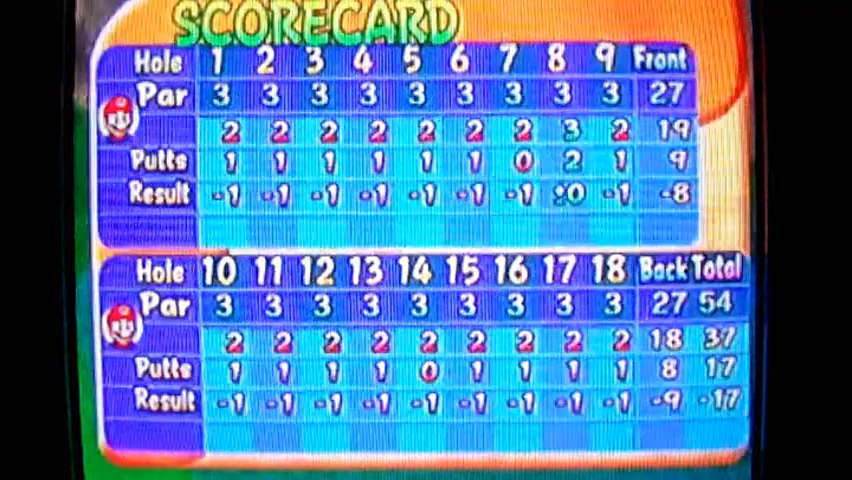 SCORECARD
Hole 1 2 3 4 5 6 7 8 9 Front
Par 3 3 3 3 3 3 3 3 3 27
2 2 2 2 2 2 2 3 2 19
Putts 1 1 1 1 1 1 0 2 1 9
Result -1 -1 -1 -1 -1 -1 -1 ±0 -1 -8
Hole 10 11 12 13 14 15 16 17 18 Back Total
Par 3 3 3 3 3 3 3 3 3 27 54
2 2 2 2 2 2 2 2 2 18 37
Putts 1 1 1 1 0 1 1 1 1 8 17
Result -1 -1 -1 -1 -1 -1 -1 -1 -1 -9 -17